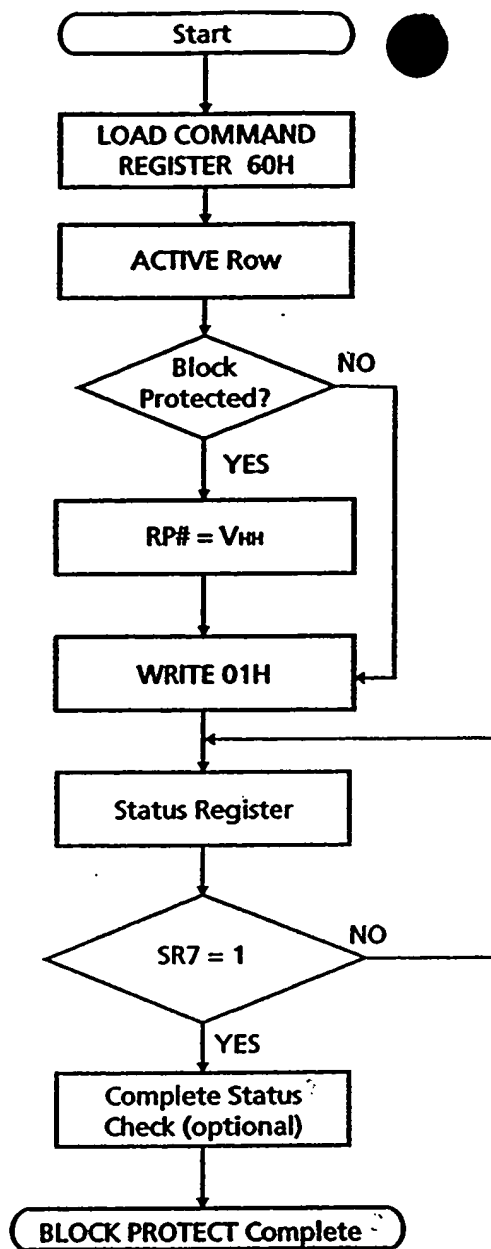 Start
LOAD COMMAND
REGISTER 60H
ACTIVE Row
Block
Protected?
NO
YES
RP# = VHH
WRITE 01H
Status Register
SR7 = 1
NO
YES
Complete Status
Check (optional)
BLOCK PROTECT Complete